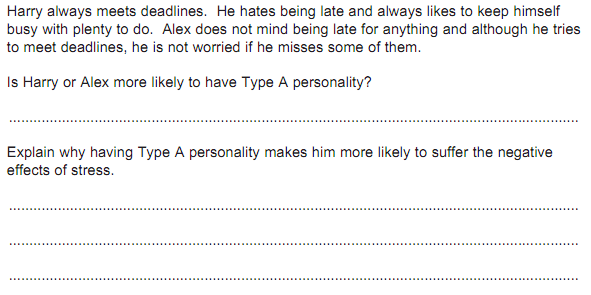 Harry always meets deadlines.  He hates being late and always likes to keep himself
busy with plenty to do.  Alex does not mind being late for anything and although he tries
to meet deadlines, he is not worried if he misses some of them.
Is Harry or Alex more likely to have Type A personality?
Explain why having Type A personality makes him more likely to suffer the negative
effects of stress.